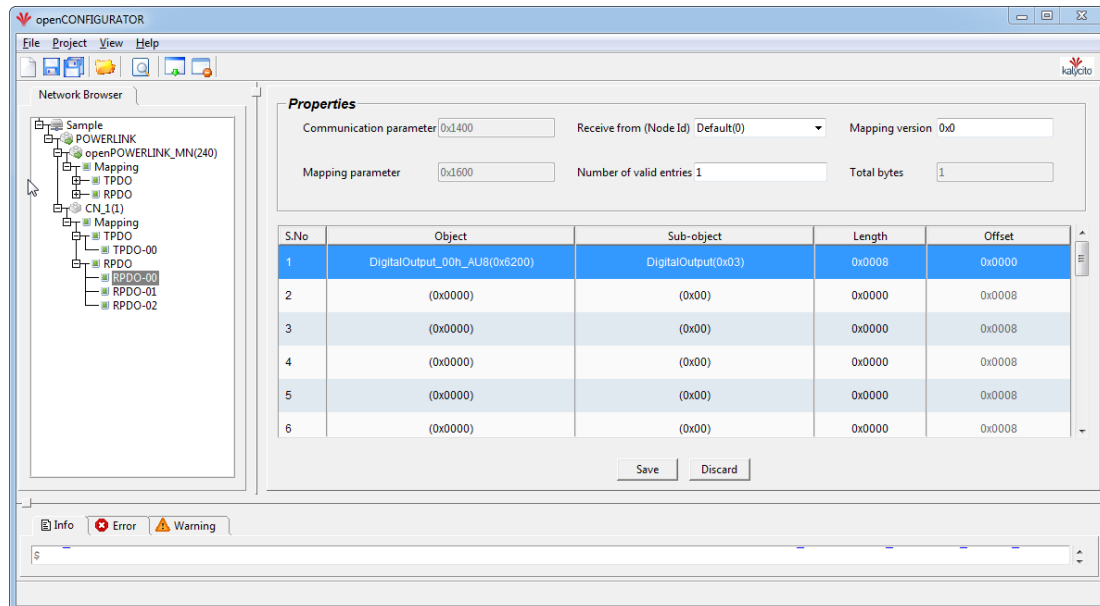 openCONFIGURATOR
File Project View Help
kalycito
Network Browser
Sample
POWERLINK
openPOWERLINK_MN(240)
Mapping
TPDO
RPDO
CN_1(1)
Mapping
TPDO
TPDO-00
RPDO
RPDO-00
RPDO-01
RPDO-02
Properties
Communication parameter 0x1400 Receive from (Node Id) Default(0) Mapping version 0x0
Mapping parameter 0x1600 Number of valid entries 1 Total bytes 1
S.No Object Sub-object Length Offset
1 DigitalOutput_00h_AU8(0x6200) DigitalOutput(0x03) 0x0008 0x0000
2 (0x0000) (0x00) 0x0000 0x0008
3 (0x0000) (0x00) 0x0000 0x0008
4 (0x0000) (0x00) 0x0000 0x0008
5 (0x0000) (0x00) 0x0000 0x0008
6 (0x0000) (0x00) 0x0000 0x0008
Save Discard
Info Error Warning
$